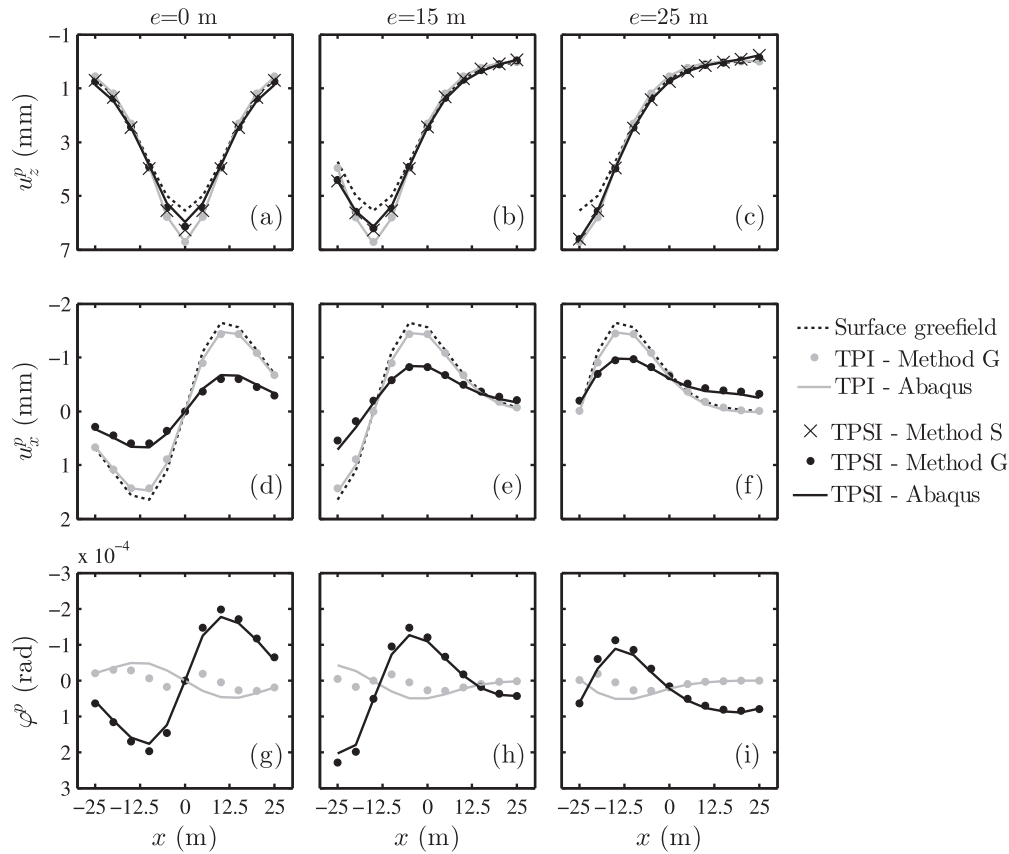 e=0 m e=15 m e=25 m
−1
1
3
5
7
u_z^p (mm)
(a) (b) (c)
−2
−1
0
1
2
u_x^p (mm)
(d) (e) (f)
Surface greefield
TPI - Method G
TPI - Abaqus
TPSI - Method S
TPSI - Method G
TPSI - Abaqus
x 10^−4
−3
−2
−1
0
1
2
3
φ^p (rad)
(g) (h) (i)
−25 −12.5 0 12.5 25 −25 −12.5 0 12.5 25 −25 −12.5 0 12.5 25
x (m) x (m) x (m)